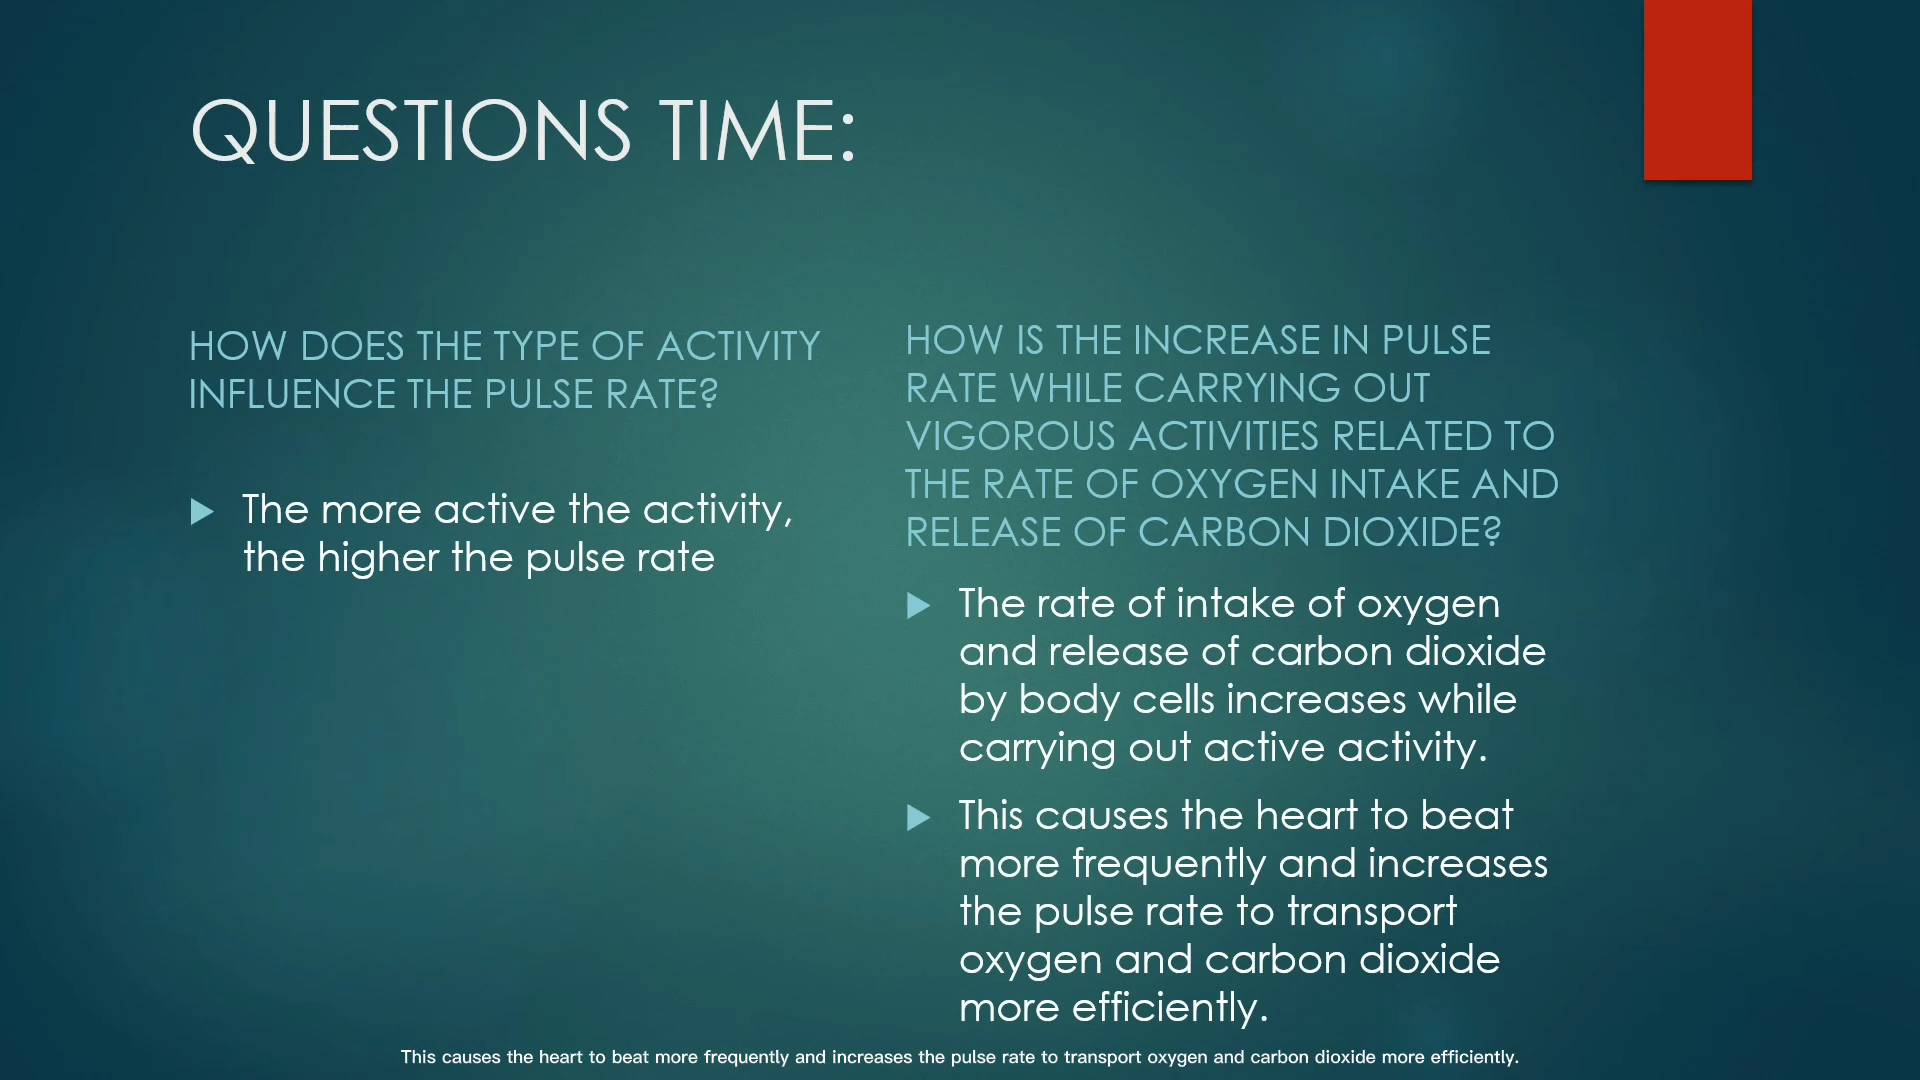 QUESTIONS TIME:
HOW DOES THE TYPE OF ACTIVITY
INFLUENCE THE PULSE RATE?
The more active the activity,
the higher the pulse rate
HOW IS THE INCREASE IN PULSE
RATE WHILE CARRYING OUT
VIGOROUS ACTIVITIES RELATED TO
THE RATE OF OXYGEN INTAKE AND
RELEASE OF CARBON DIOXIDE?
The rate of intake of oxygen
and release of carbon dioxide
by body cells increases while
carrying out active activity.
This causes the heart to beat
more frequently and increases
the pulse rate to transport
oxygen and carbon dioxide
more efficiently.
This causes the heart to beat more frequently and increases the pulse rate to transport oxygen and carbon dioxide more efficiently.